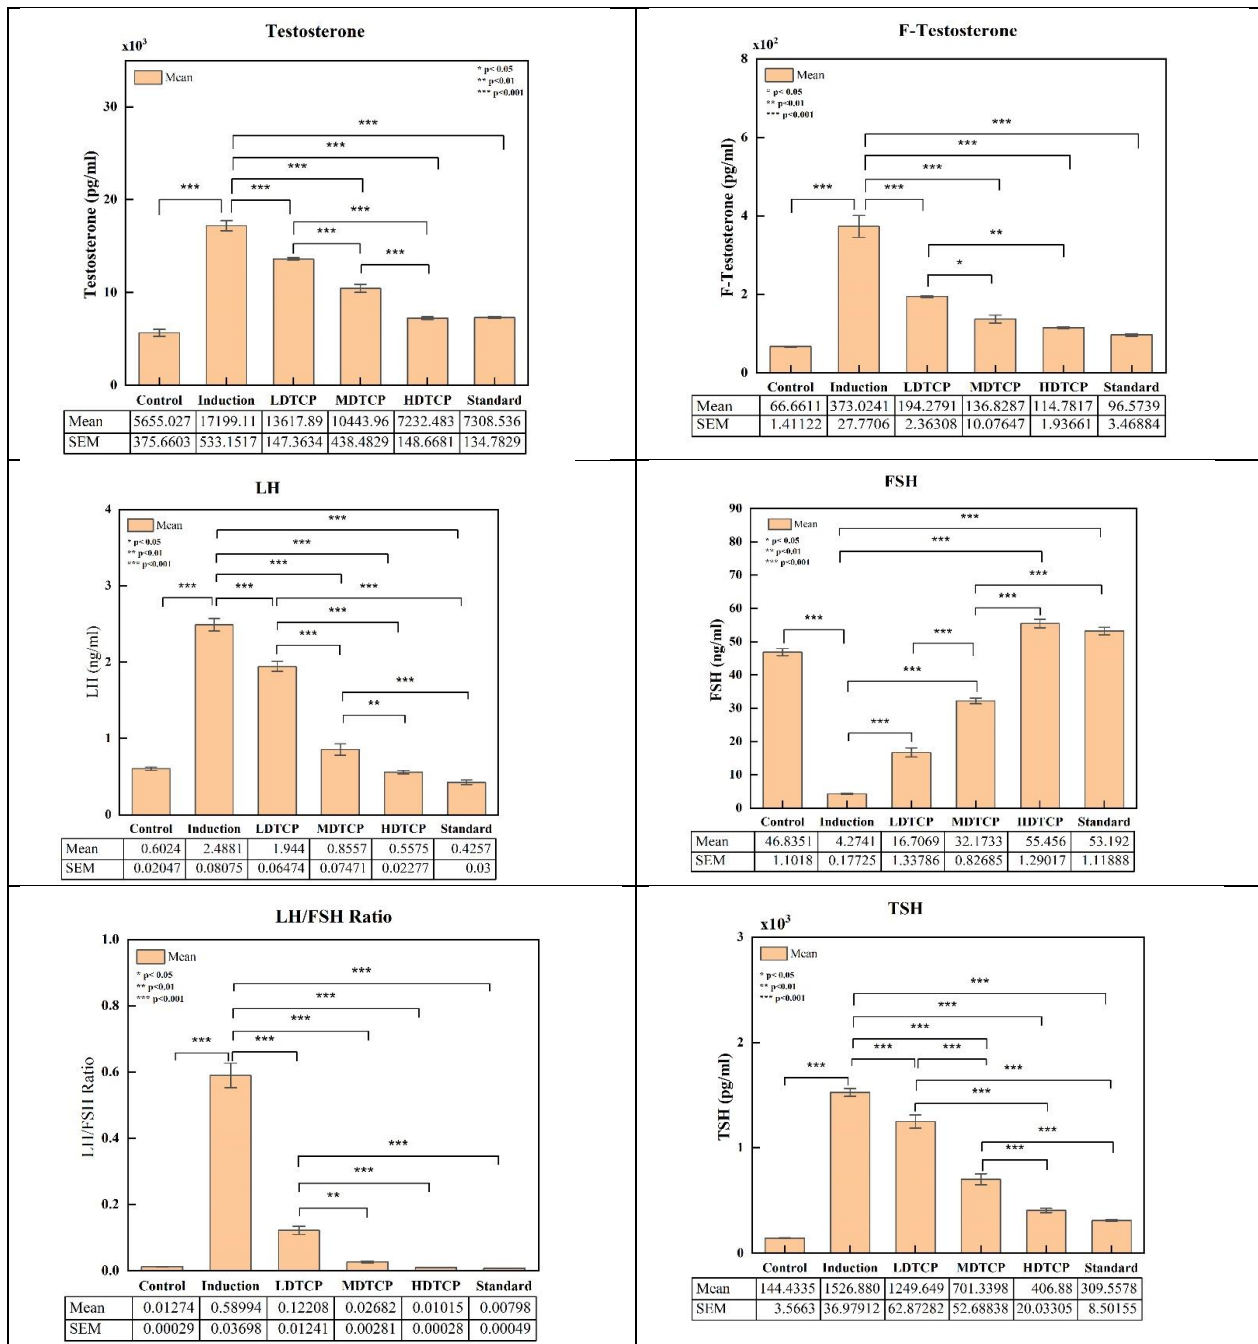 Testosterone
x10³
Mean
* p< 0.05
** p<0.01
*** p<0.001
Testosterone (pg/ml)
30
20
10
0
***
***
***
***
***
***
***
***
Control Induction LDTCP MDTCP HDTCP Standard
Mean 5655.027 17199.11 13617.89 10443.96 7232.483 7308.536
SEM 375.6603 533.1517 147.3634 438.4829 148.6681 134.7829
F-Testosterone
x10²
Mean
* p< 0.05
** p<0.01
*** p<0.001
F-Testosterone (pg/ml)
8
6
4
2
0
***
***
***
***
***
**
*
Control Induction LDTCP MDTCP HDTCP Standard
Mean 66.6611 373.0241 194.2791 136.8287 114.7817 96.5739
SEM 1.41122 27.7706 2.36308 10.07647 1.93661 3.46884
LH
Mean
* p< 0.05
** p<0.01
*** p<0.001
LH (ng/ml)
4
3
2
1
0
***
***
***
***
***
***
***
***
***
**
Control Induction LDTCP MDTCP HDTCP Standard
Mean 0.6024 2.4881 1.944 0.8557 0.5575 0.4257
SEM 0.02047 0.08075 0.06474 0.07471 0.02277 0.03
FSH
Mean
* p< 0.05
** p<0.01
*** p<0.001
FSH (ng/ml)
90
80
70
60
50
40
30
20
10
0
***
***
***
***
***
***
***
***
Control Induction LDTCP MDTCP HDTCP Standard
Mean 46.8351 4.2741 16.7069 32.1733 55.456 53.192
SEM 1.1018 0.17725 1.33786 0.82685 1.29017 1.11888
LH/FSH Ratio
Mean
* p< 0.05
** p<0.01
*** p<0.001
LH/FSH Ratio
1.0
0.8
0.6
0.4
0.2
0.0
***
***
***
***
***
***
***
**
Control Induction LDTCP MDTCP HDTCP Standard
Mean 0.01274 0.58994 0.12208 0.02682 0.01015 0.00798
SEM 0.00029 0.03698 0.01241 0.00281 0.00028 0.00049
TSH
x10³
Mean
* p< 0.05
** p<0.01
*** p<0.001
TSH (pg/ml)
3
2
1
0
***
***
***
*** ***
***
***
***
***
***
Control Induction LDTCP MDTCP HDTCP Standard
Mean 144.4335 1526.880 1249.649 701.3398 406.88 309.5578
SEM 3.5663 36.97912 62.87282 52.68838 20.03305 8.50155